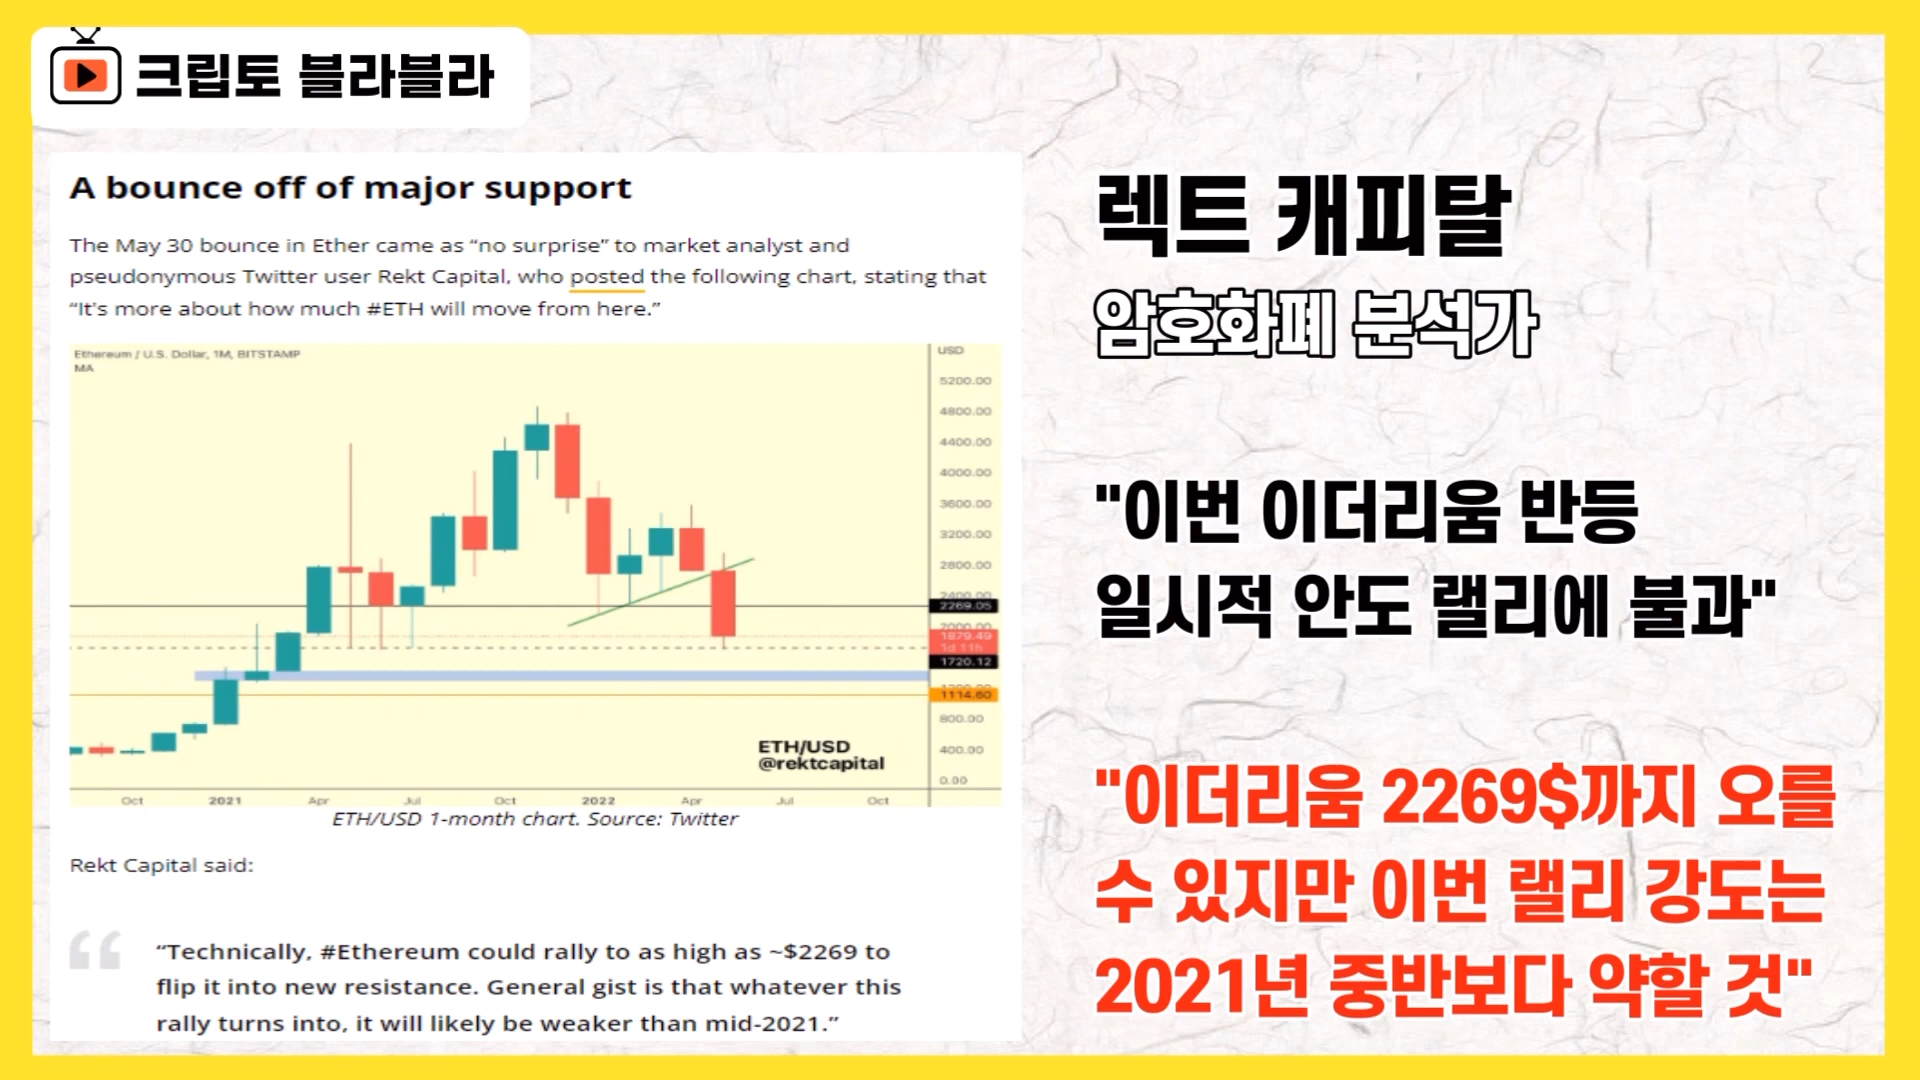 크립토 블라블라
A bounce off of major support
The May 30 bounce in Ether came as “no surprise” to market analyst and
pseudonymous Twitter user Rekt Capital, who posted the following chart, stating that
“It's more about how much #ETH will move from here.”
Ethereum / U.S. Dollar, 1M, BITSTAMP
MA
USD
5200.00
4800.00
4400.00
4000.00
3600.00
3200.00
2800.00
2400.00
2269.05
2000.00
1879.49
1d 11h
1720.12
1200.00
1114.60
800.00
400.00
0.00
ETH/USD
@rektcapital
Oct 2021 Apr Jul Oct 2022 Apr Jul Oct
ETH/USD 1-month chart. Source: Twitter
Rekt Capital said:
“Technically, #Ethereum could rally to as high as ~$2269 to
flip it into new resistance. General gist is that whatever this
rally turns into, it will likely be weaker than mid-2021.”
렉트 캐피탈
암호화폐 분석가
"이번 이더리움 반등
일시적 안도 랠리에 불과"
"이더리움 2269$까지 오를
수 있지만 이번 랠리 강도는
2021년 중반보다 약할 것"